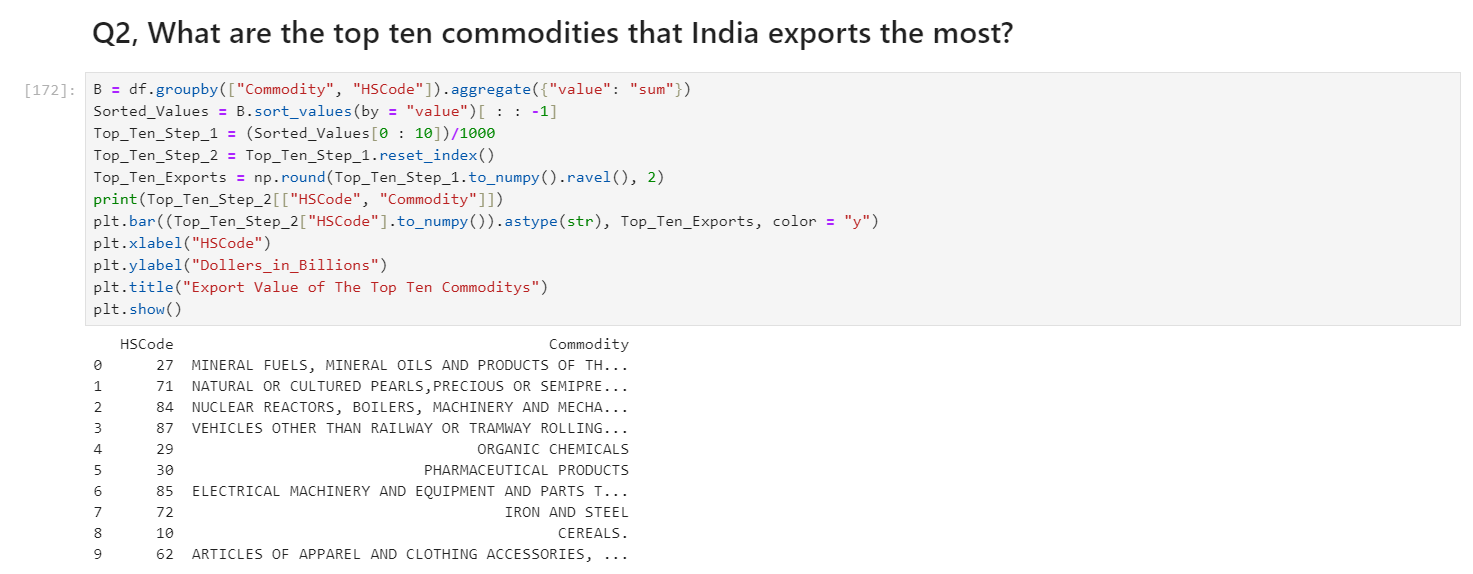 Q2, What are the top ten commodities that India exports the most?
[172]: B = df.groupby(["Commodity", "HSCode"]).aggregate({"value": "sum"})
Sorted_Values = B.sort_values(by = "value")[ : : -1]
Top_Ten_Step_1 = (Sorted_Values[0 : 10])/1000
Top_Ten_Step_2 = Top_Ten_Step_1.reset_index()
Top_Ten_Exports = np.round(Top_Ten_Step_1.to_numpy().ravel(), 2)
print(Top_Ten_Step_2[["HSCode", "Commodity"]])
plt.bar((Top_Ten_Step_2["HSCode"].to_numpy()).astype(str), Top_Ten_Exports, color = "y")
plt.xlabel("HSCode")
plt.ylabel("Dollers_in_Billions")
plt.title("Export Value of The Top Ten Commoditys")
plt.show()
HSCode Commodity
0 27 MINERAL FUELS, MINERAL OILS AND PRODUCTS OF TH...
1 71 NATURAL OR CULTURED PEARLS,PRECIOUS OR SEMIPRE...
2 84 NUCLEAR REACTORS, BOILERS, MACHINERY AND MECHA...
3 87 VEHICLES OTHER THAN RAILWAY OR TRAMWAY ROLLING...
4 29 ORGANIC CHEMICALS
5 30 PHARMACEUTICAL PRODUCTS
6 85 ELECTRICAL MACHINERY AND EQUIPMENT AND PARTS T...
7 72 IRON AND STEEL
8 10 CEREALS.
9 62 ARTICLES OF APPAREL AND CLOTHING ACCESSORIES, ...